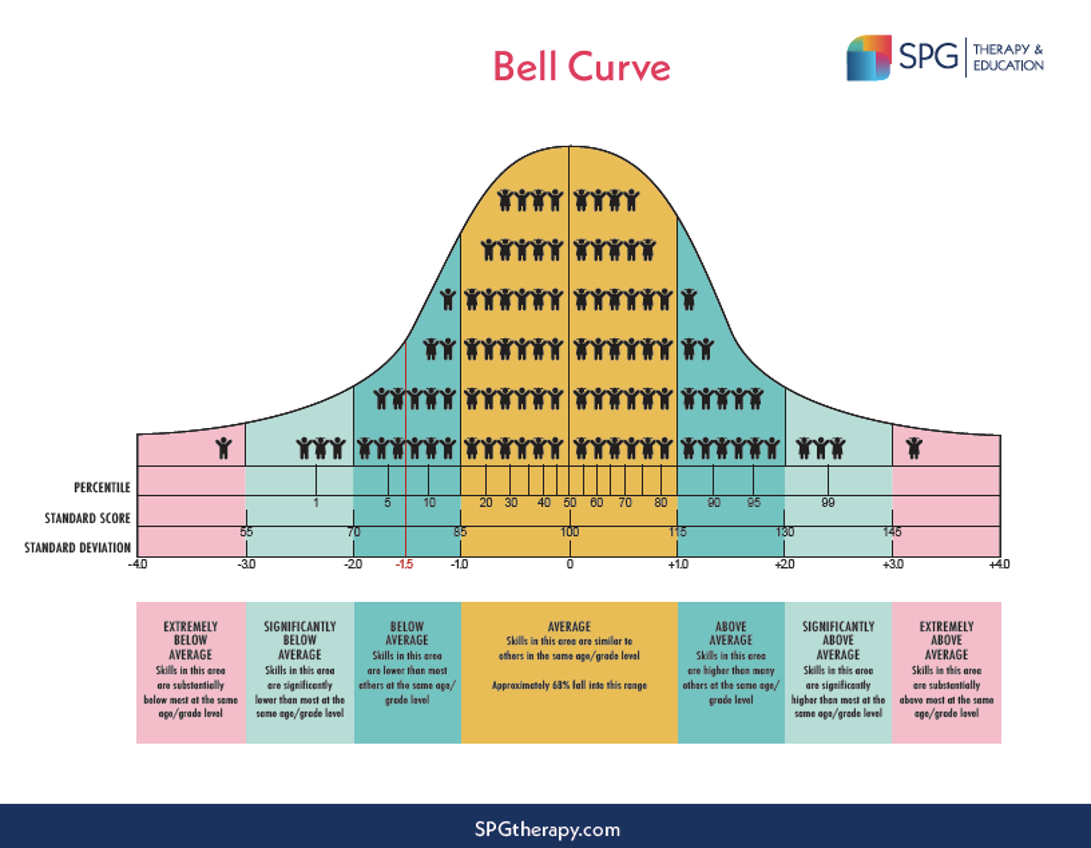 Bell Curve
SPG
THERAPY &
EDUCATION
PERCENTILE
1
5
10
20
30
40
50
60
70
80
90
95
99
STANDARD SCORE
55
70
85
100
115
130
145
STANDARD DEVIATION
-4.0
-3.0
-2.0
-1.5
-1.0
0
+1.0
+2.0
+3.0
+4.0
EXTREMELY
BELOW
AVERAGE
Skills in this area
are substantially
below most at the same
age/grade level
SIGNIFICANTLY
BELOW
AVERAGE
Skills in this area
are significantly
lower than most at the
same age/grade level
BELOW
AVERAGE
Skills in this area
are lower than most
others at the same age/
grade level
AVERAGE
Skills in this area are similar to
others in the same age/grade level
Approximately 68% fall into this range
ABOVE
AVERAGE
Skills in this area
are higher than many
others at the same age/
grade level
SIGNIFICANTLY
ABOVE
AVERAGE
Skills in this area
are significantly
higher than most at the
same age/grade level
EXTREMELY
ABOVE
AVERAGE
Skills in this area
are substantially
above most at the same
age/grade level
SPGtherapy.com